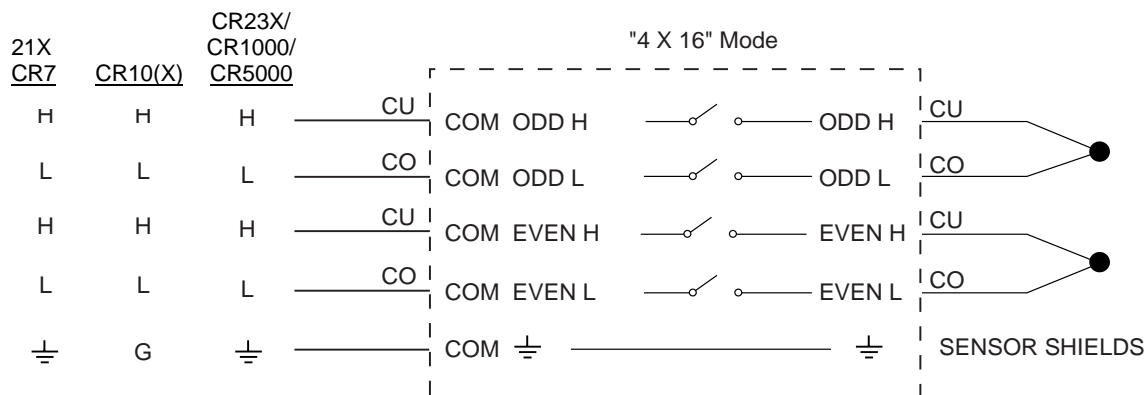 CR23X/
21X CR1000/ "4 X 16" Mode
CR7 CR10(X) CR5000
H H H CU COM ODD H ODD H CU
L L L CO COM ODD L ODD L CO
H H H CU COM EVEN H EVEN H CU
L L L CO COM EVEN L EVEN L CO
G COM SENSOR SHIELDS